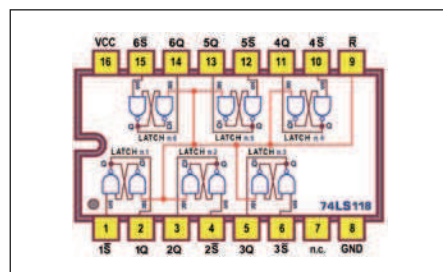 VCC 6S̅ 6Q 5Q 5S̅ 4Q 4S̅ R̅
16 15 14 13 12 11 10 9
S̅ R̅ R̅ S̅ R̅ S̅
Q Q Q
LATCH n.6 LATCH n.5 LATCH n.4
LATCH n.1 LATCH n.2 LATCH n.3
Q Q Q
S̅ R̅ R̅ S̅ R̅ S̅
74LS118
1 2 3 4 5 6 7 8
1S̅ 1Q 2Q 2S̅ 3Q 3S̅ n.c. GND